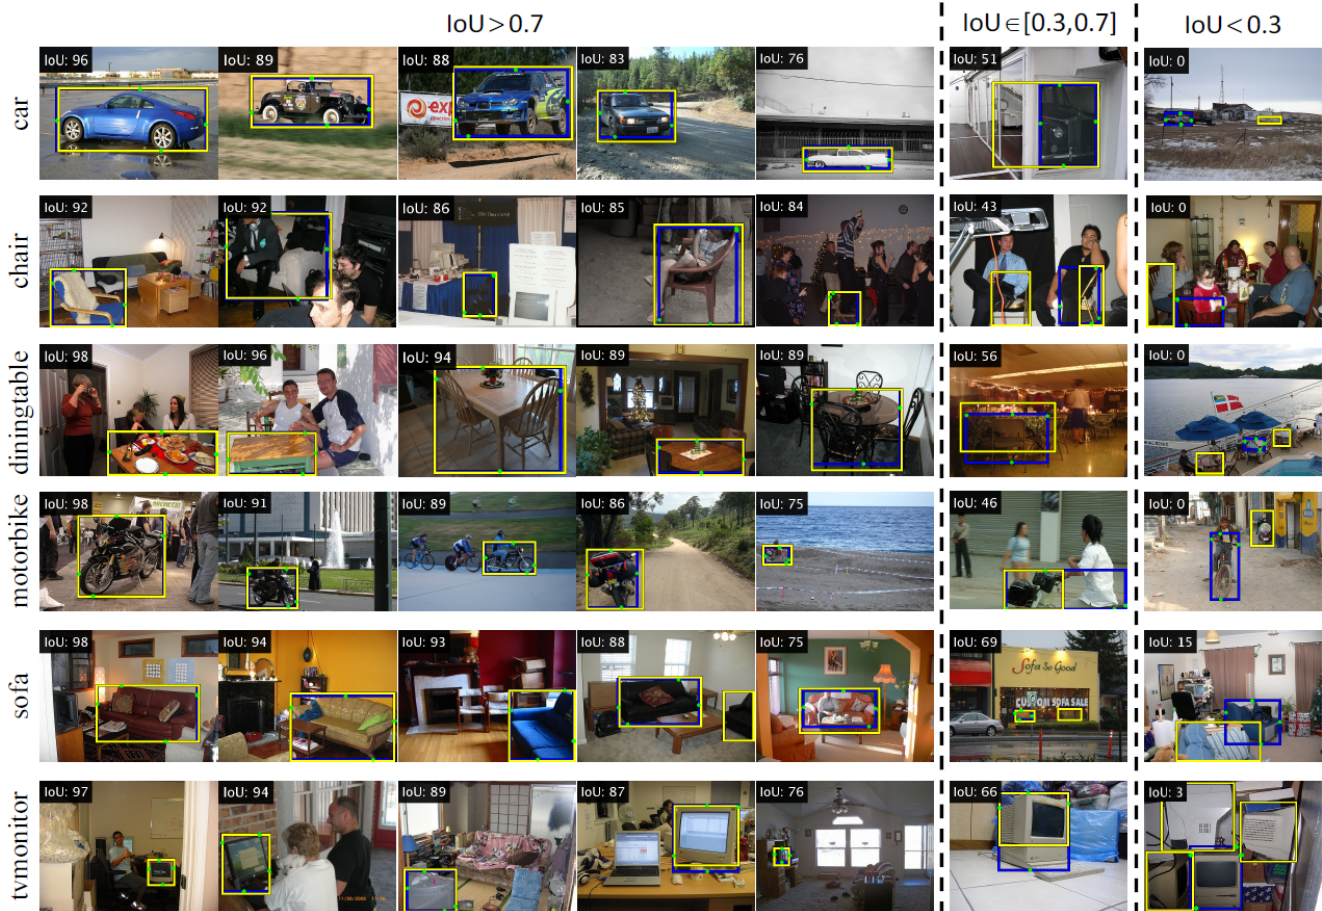 IoU > 0.7
IoU ∈ [0.3,0.7]
IoU < 0.3
car
IoU: 96
IoU: 89
IoU: 88
IoU: 83
IoU: 76
IoU: 51
IoU: 0
chair
IoU: 92
IoU: 92
IoU: 86
IoU: 85
IoU: 84
IoU: 43
IoU: 0
diningtable
IoU: 98
IoU: 96
IoU: 94
IoU: 89
IoU: 89
IoU: 56
IoU: 0
motorbike
IoU: 98
IoU: 91
IoU: 89
IoU: 86
IoU: 75
IoU: 46
IoU: 0
sofa
IoU: 98
IoU: 94
IoU: 93
IoU: 88
IoU: 75
IoU: 69
Sofa So Good
CUSTOM SOFA SALE
IoU: 15
tvmonitor
IoU: 97
IoU: 94
IoU: 89
IoU: 87
IoU: 76
IoU: 66
IoU: 3